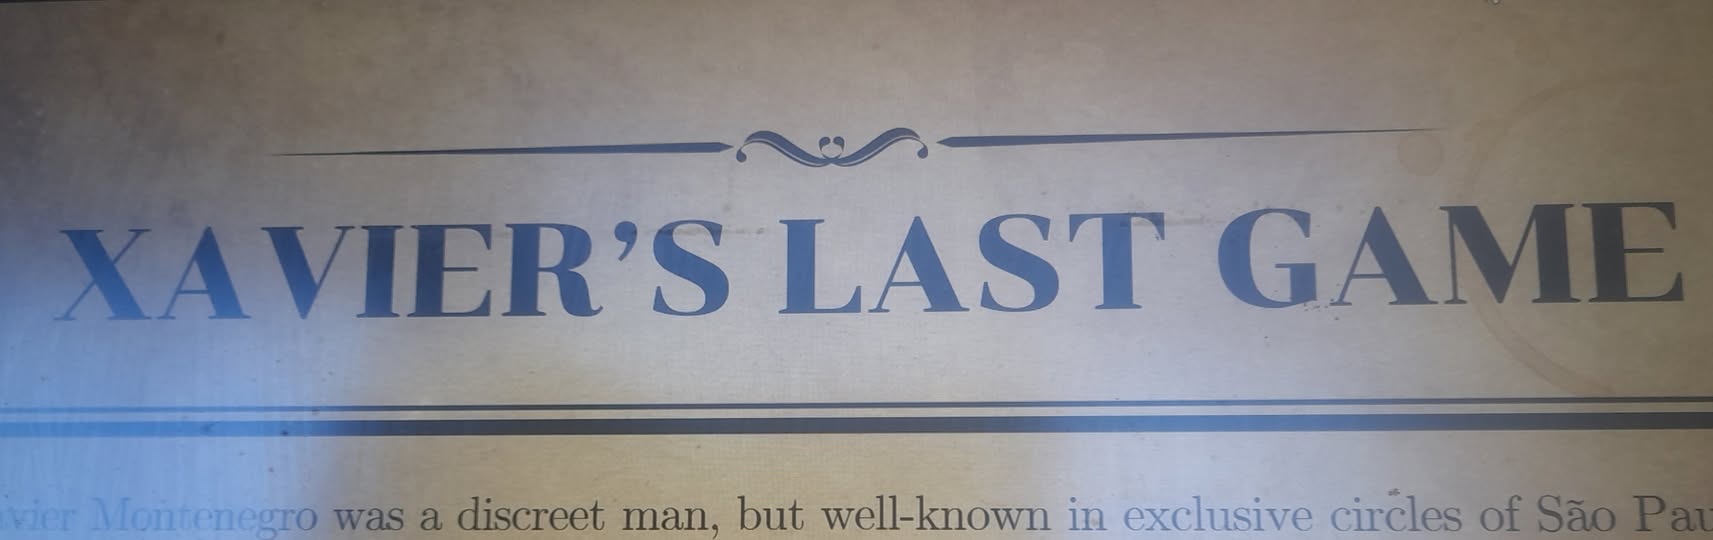 XAVIER’S LAST GAME
Montenegro was a discreet man, but well-known in exclusive circles of São